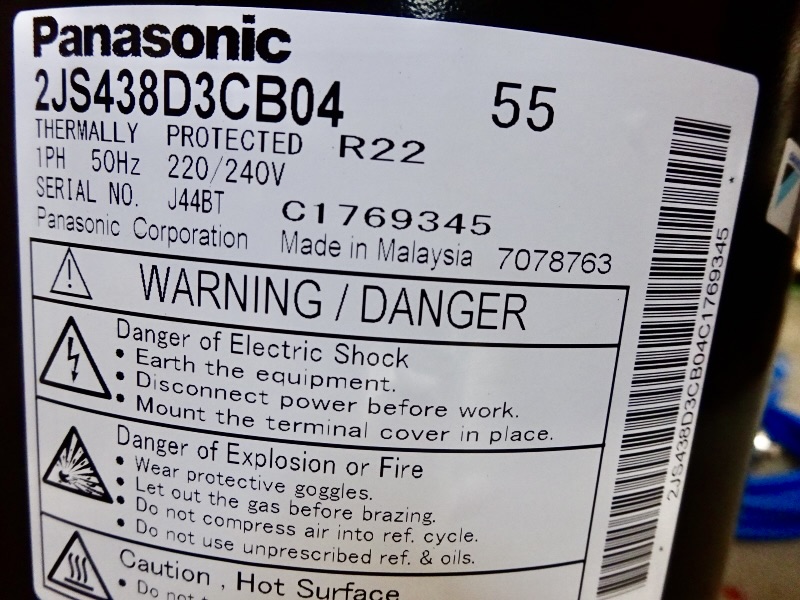 Panasonic
2JS438D3CB04 55
THERMALLY PROTECTED R22
1PH 50Hz 220/240V
SERIAL NO. J44BT C1769345
Panasonic Corporation Made in Malaysia 7078763
WARNING / DANGER
Danger of Electric Shock
• Earth the equipment.
• Disconnect power before work.
• Mount the terminal cover in place.
Danger of Explosion or Fire
• Wear protective goggles.
• Let out the gas before brazing.
• Do not compress air into ref. cycle.
• Do not use unprescribed ref. & oils.
Caution , Hot Surface
• Do not
* 2JS438D3CB04C1769345 *